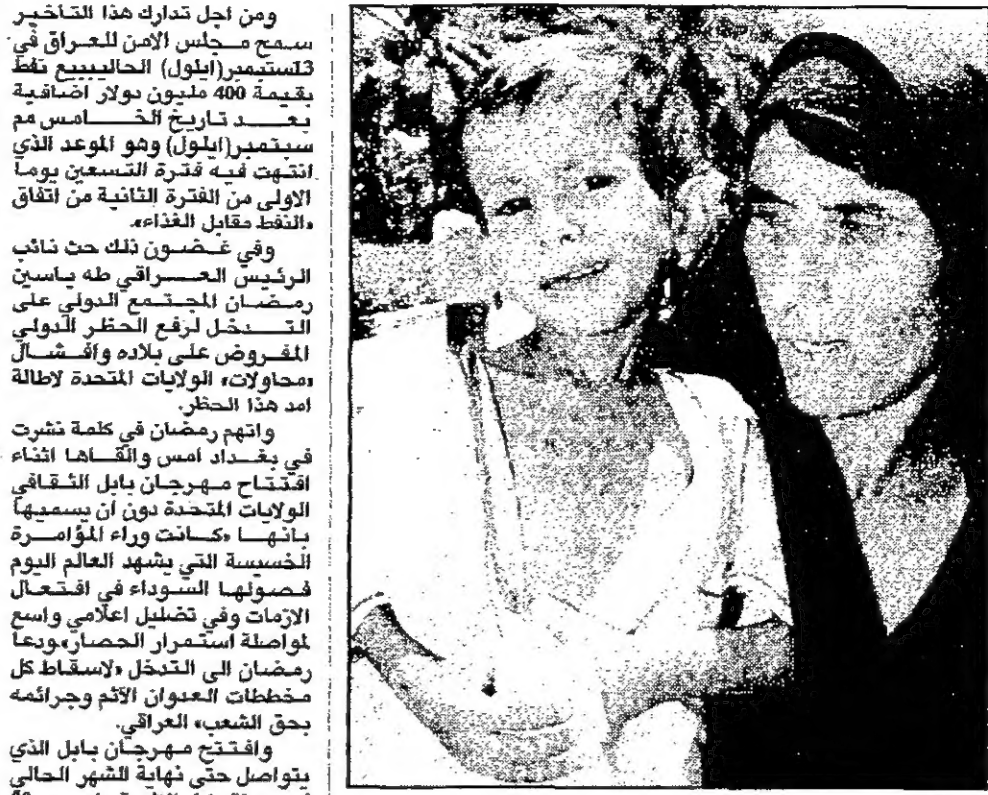 ومن اجل تدارك هذا التأخير
سمح مجلس الامن للعراق في
13سبتمبر(ايلول) الحاليببيع نفط
بقيمة 400 مليون دولار اضافية
بعد تاريخ الخامس مم
سبتمبر(ايلول) وهو الموعد الذي
انتهت فيه فترة التسعين يوما
الاولى من الفترة الثانية من اتفاق
«النفط مقابل الغذاء».
وفي غضون ذلك حث نائب
الرئيس العراقي طه ياسين
رمضان المجتمع الدولي على
التدخل لرفع الحظر الدولي
المفروض على بلاده وافشال
«محاولات» الولايات المتحدة لاطالة
امد هذا الحظر.
واتهم رمضان في كلمة نشرت
في بغداد امس والقاها اثناء
افتتاح مهرجان بابل الثقافي
الولايات المتحدة دون ان يسميها
بانها «كانت وراء المؤامرة
الخسيسة التي يشهد العالم اليوم
فصولها السوداء في افتعال
الازمات وفي تضليل اعلامي واسع
لمواصلة استمرار الحصار»ودعا
رمضان الى التدخل «لاسقاط كل
مخططات العدوان الآثم وجرائمه
بحق الشعب» العراقي.
وافتتح مهرجان بابل الذي
يتواصل حتى نهاية الشهر الحالي